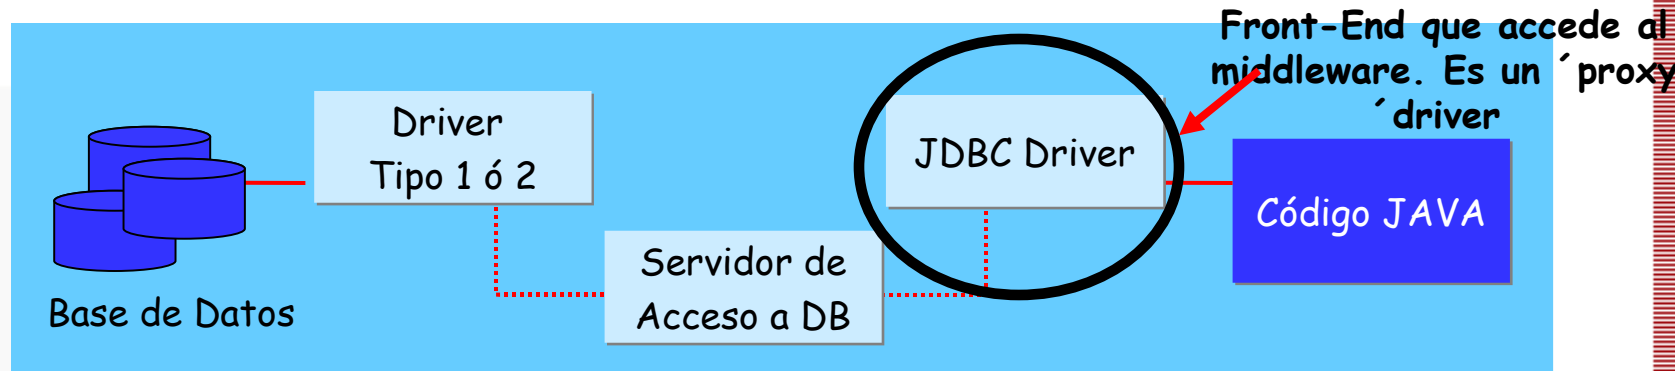 Front-End que accede al
middleware. Es un ´proxy
´driver
Driver
Tipo 1 ó 2
JDBC Driver
Código JAVA
Servidor de
Acceso a DB
Base de Datos